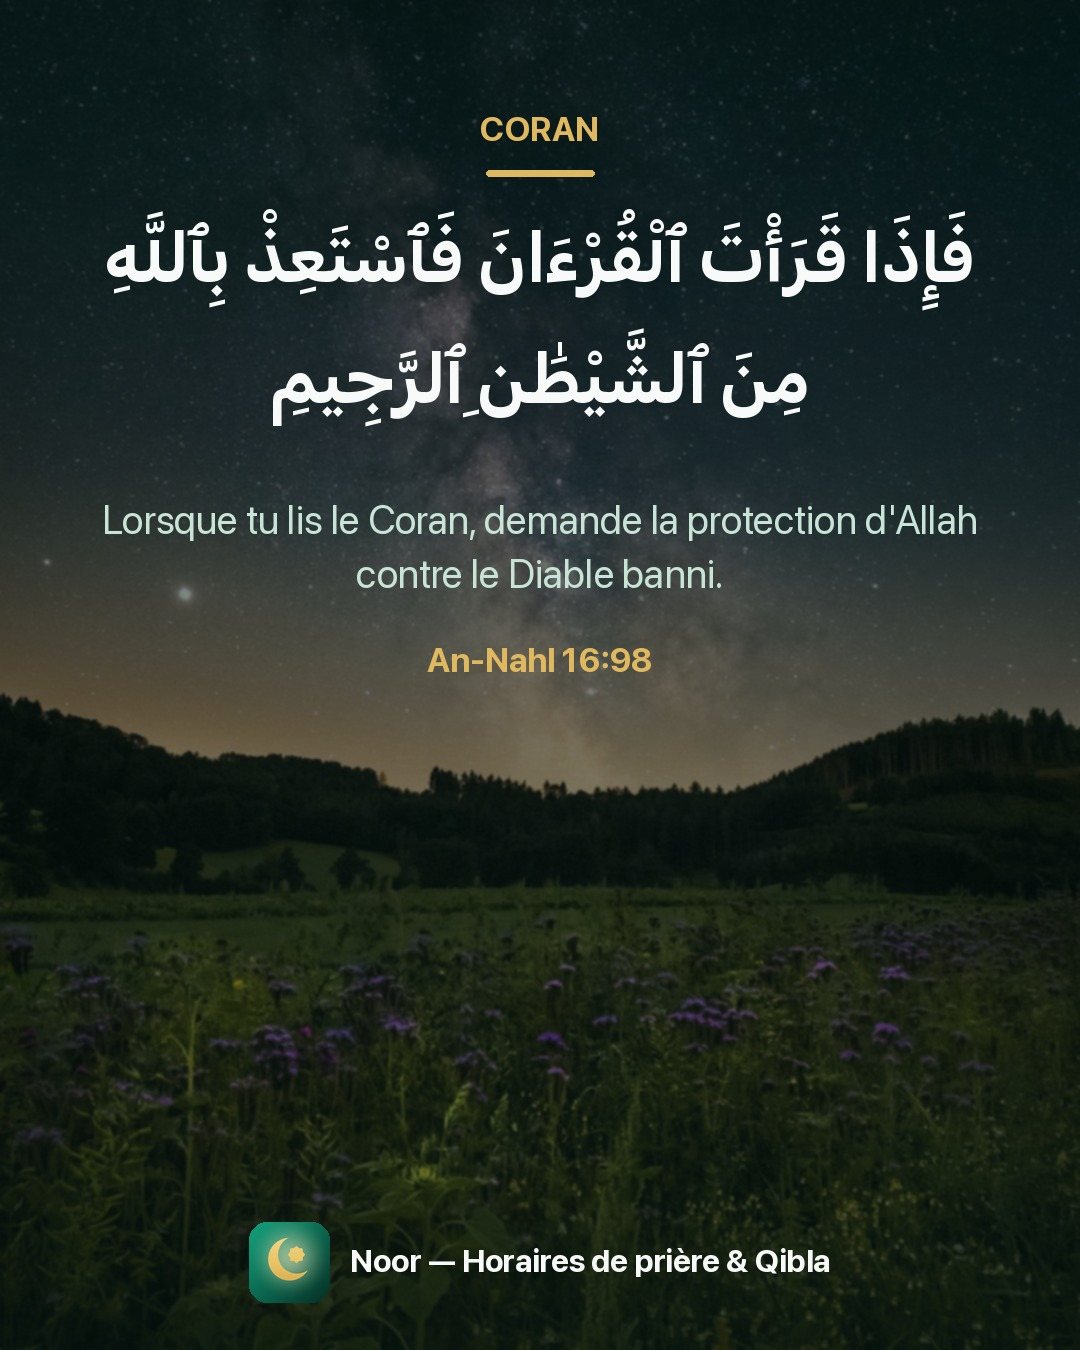 CORAN
فَإِذَا قَرَأْتَ ٱلْقُرْءَانَ فَٱسْتَعِذْ بِٱللَّهِ
مِنَ ٱلشَّيْطَٰنِ ٱلرَّجِيمِ
Lorsque tu lis le Coran, demande la protection d'Allah
contre le Diable banni.
An-Nahl 16:98
Noor — Horaires de prière & Qibla